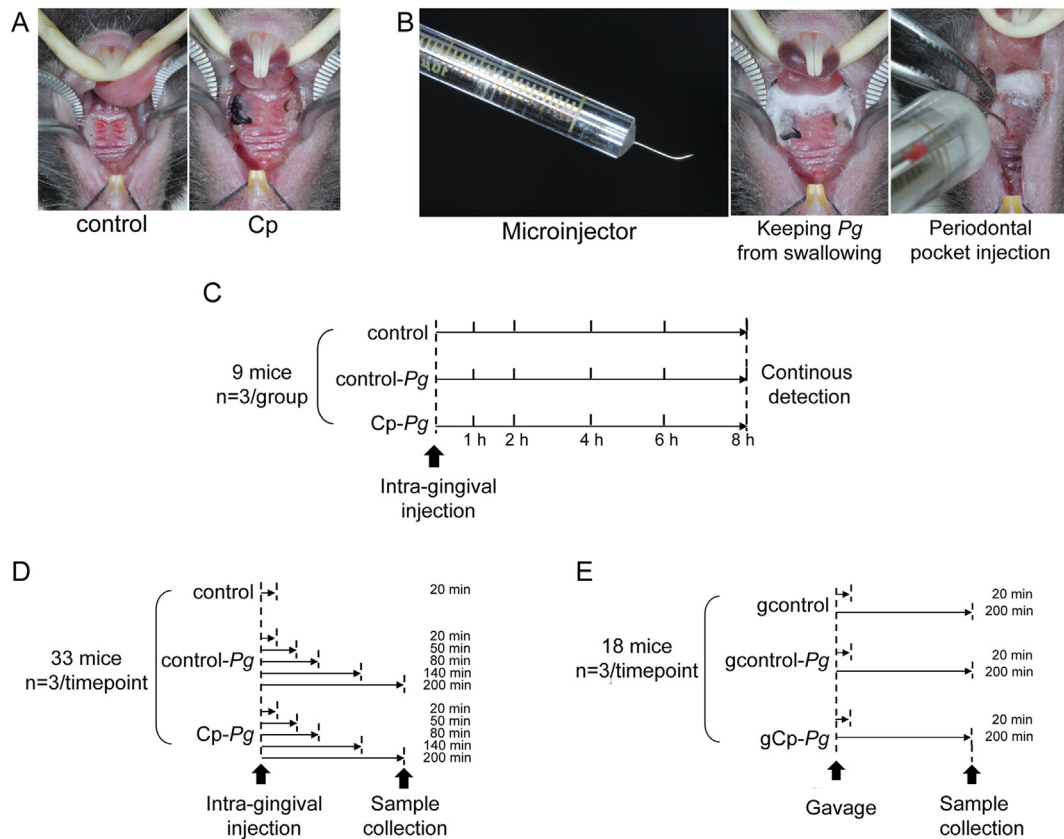 A
B
control
Cp
Microinjector
Keeping Pg
from swallowing
Periodontal
pocket injection
C
9 mice
n=3/group
control
control-Pg
Cp-Pg
1 h
2 h
4 h
6 h
8 h
Continous
detection
Intra-gingival
injection
D
33 mice
n=3/timepoint
control
20 min
control-Pg
20 min
50 min
80 min
140 min
200 min
Cp-Pg
20 min
50 min
80 min
140 min
200 min
Intra-gingival
injection
Sample
collection
E
18 mice
n=3/timepoint
gcontrol
20 min
200 min
gcontrol-Pg
20 min
200 min
gCp-Pg
20 min
200 min
Gavage
Sample
collection